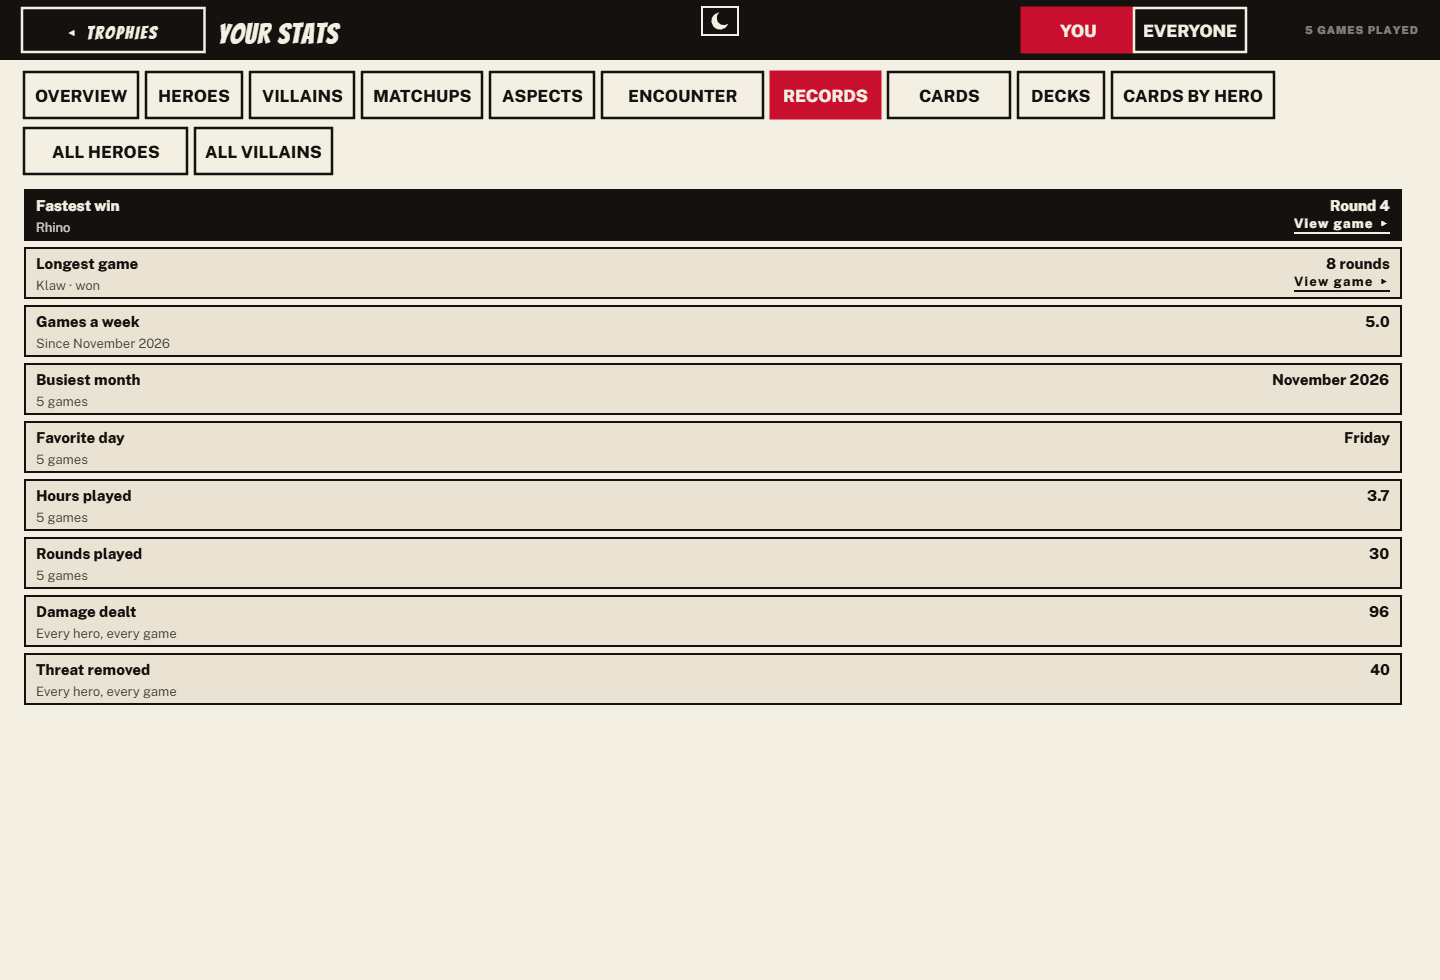 ◂ TROPHIES
YOUR STATS
YOU
EVERYONE
5 GAMES PLAYED
OVERVIEW
HEROES
VILLAINS
MATCHUPS
ASPECTS
ENCOUNTER
RECORDS
CARDS
DECKS
CARDS BY HERO
ALL HEROES
ALL VILLAINS
Fastest win
Round 4
Rhino
View game ▸
Longest game
8 rounds
Klaw · won
View game ▸
Games a week
5.0
Since November 2026
Busiest month
November 2026
5 games
Favorite day
Friday
5 games
Hours played
3.7
5 games
Rounds played
30
5 games
Damage dealt
96
Every hero, every game
Threat removed
40
Every hero, every game